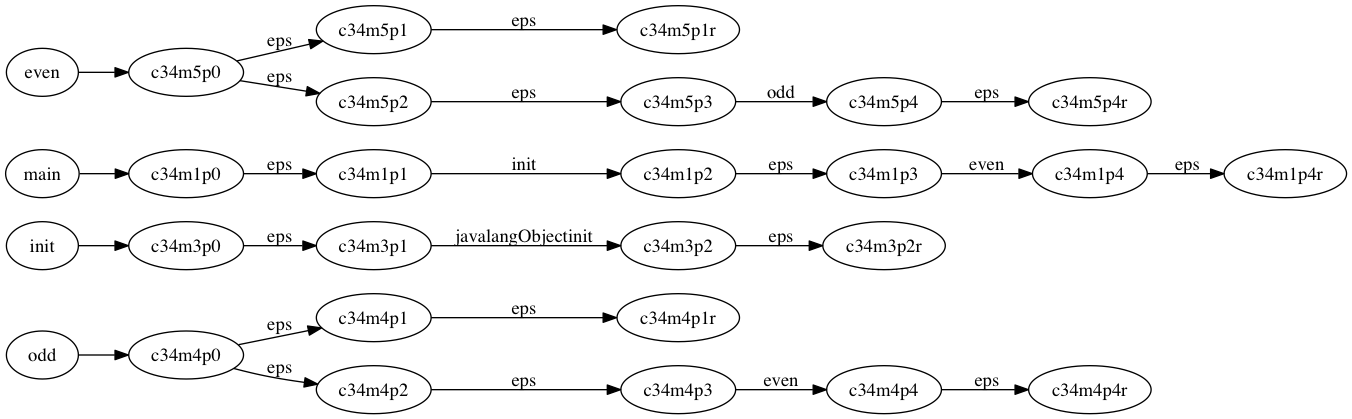 c34m5p1 eps c34m5p1r
even eps c34m5p0
eps c34m5p2 eps c34m5p3 odd c34m5p4 eps c34m5p4r
main c34m1p0 eps c34m1p1 init c34m1p2 eps c34m1p3 even c34m1p4 eps c34m1p4r
init c34m3p0 eps c34m3p1 javalangObjectinit c34m3p2 eps c34m3p2r
eps c34m4p1 eps c34m4p1r
odd c34m4p0
eps c34m4p2 eps c34m4p3 even c34m4p4 eps c34m4p4r